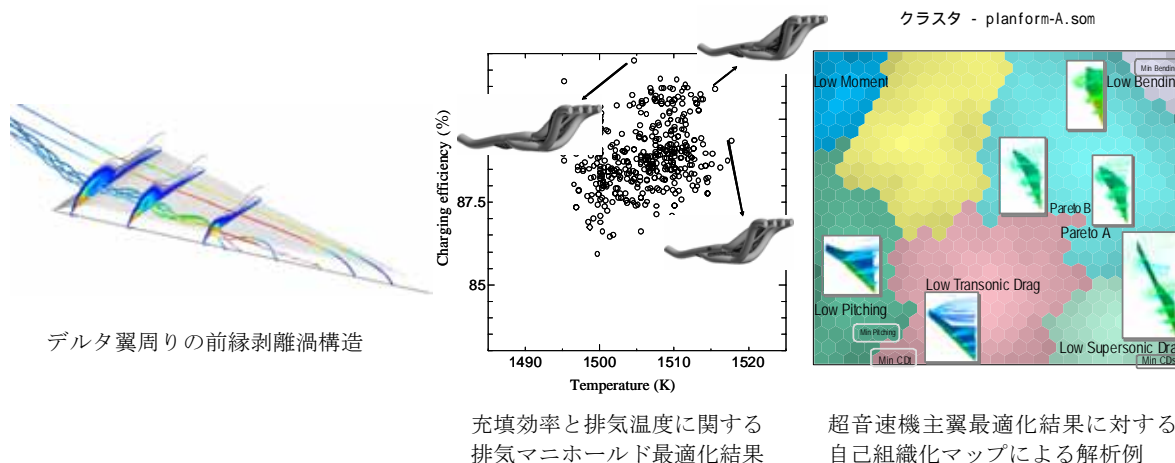 デルタ翼周りの前縁剥離渦構造
Charging efficiency (%)
87.5
85
1490
1500
1510
1520
Temperature (K)
充填効率と排気温度に関する
排気マニホールド最適化結果
クラスタ - planform-A.som
Low Moment
Low Bendin
Min Bendin
Pareto B
Pareto A
Low Transonic Drag
Low Pitching
Min Pitching
Min CDt
Low Supersonic Dra
Min CDs
超音速機主翼最適化結果に対する
自己組織化マップによる解析例